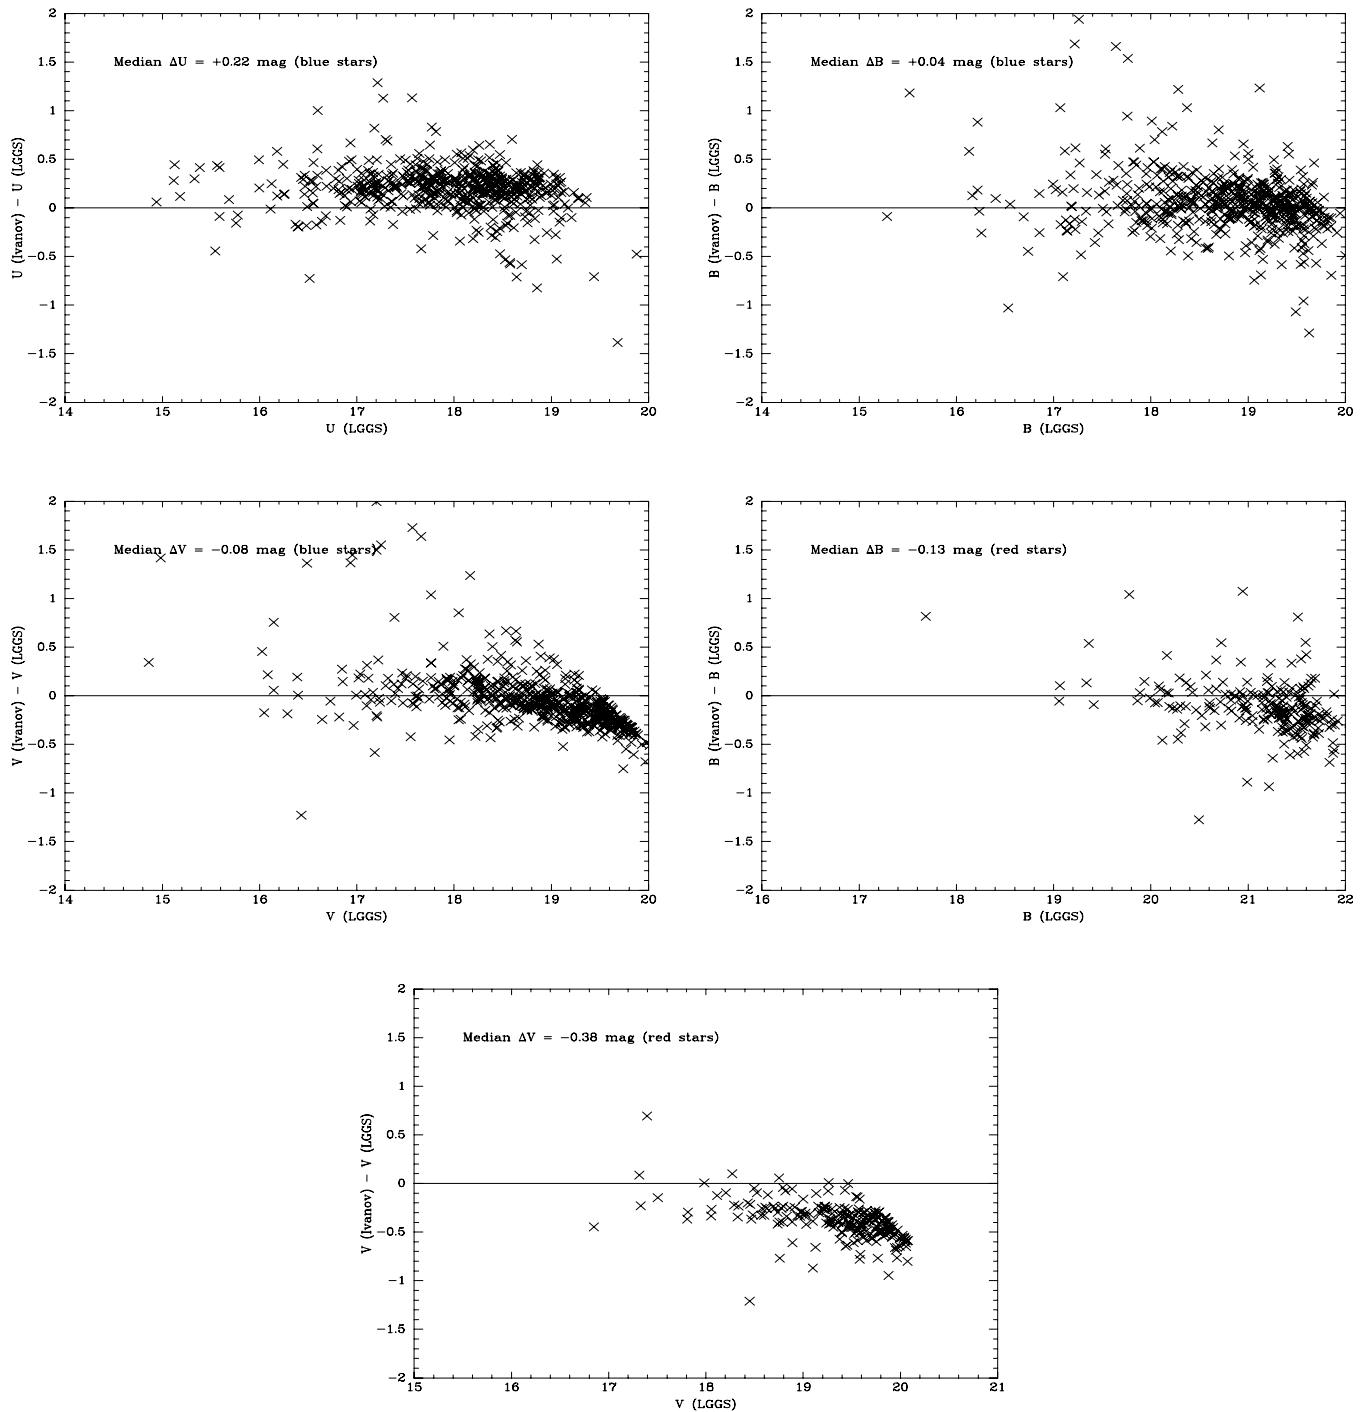 Median ΔU = +0.22 mag (blue stars)
U (Ivanov) − U (LGGS)
2
1.5
1
0.5
0
−0.5
−1
−1.5
−2
14 15 16 17 18 19 20
U (LGGS)
Median ΔB = +0.04 mag (blue stars)
B (Ivanov) − B (LGGS)
2
1.5
1
0.5
0
−0.5
−1
−1.5
−2
14 15 16 17 18 19 20
B (LGGS)
Median ΔV = −0.08 mag (blue stars)
V (Ivanov) − V (LGGS)
2
1.5
1
0.5
0
−0.5
−1
−1.5
−2
14 15 16 17 18 19 20
V (LGGS)
Median ΔB = −0.13 mag (red stars)
B (Ivanov) − B (LGGS)
2
1.5
1
0.5
0
−0.5
−1
−1.5
−2
16 17 18 19 20 21 22
B (LGGS)
Median ΔV = −0.38 mag (red stars)
V (Ivanov) − V (LGGS)
2
1.5
1
0.5
0
−0.5
−1
−1.5
−2
15 16 17 18 19 20 21
V (LGGS)